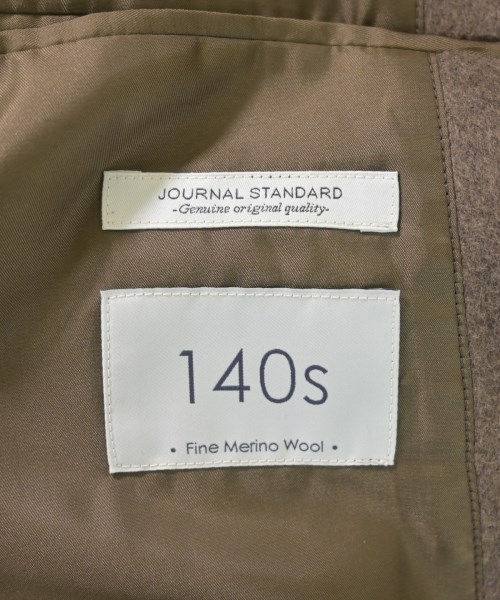 JOURNAL STANDARD
-Genuine original quality-
140s
• Fine Merino Wool •